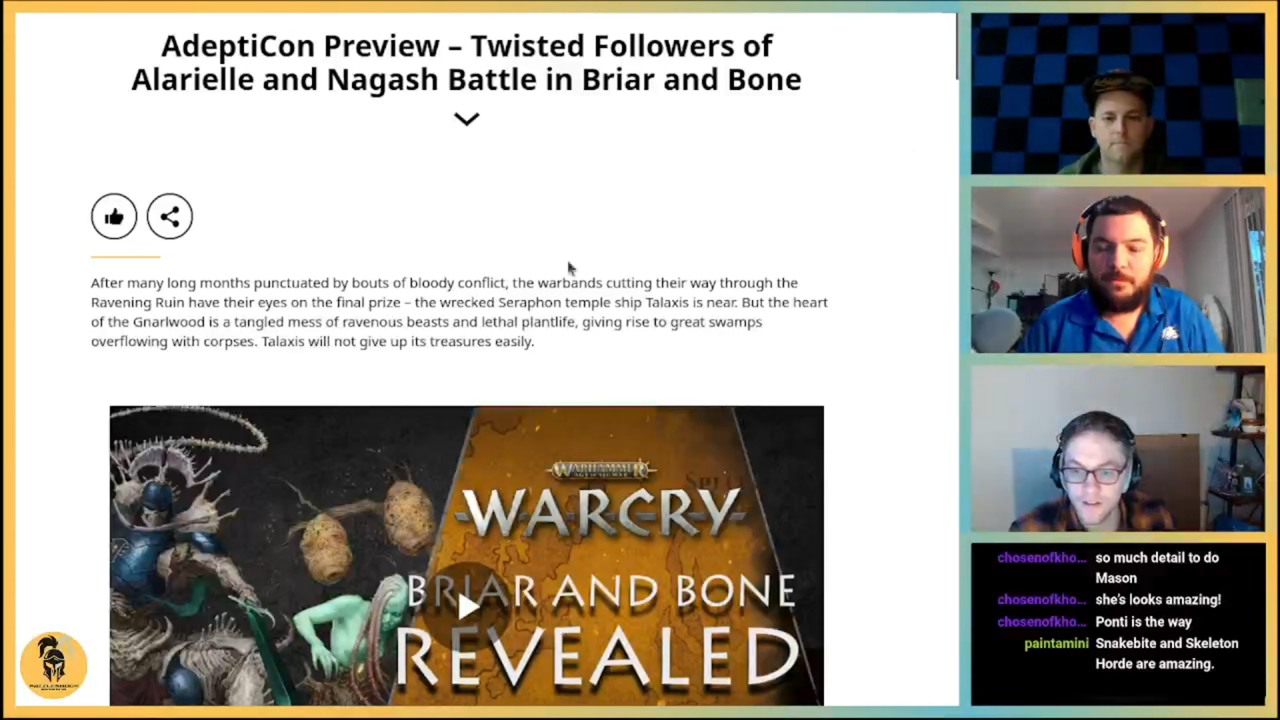 AdeptiCon Preview – Twisted Followers of
Alarielle and Nagash Battle in Briar and Bone
After many long months punctuated by bouts of bloody conflict, the warbands cutting their way through the
Ravening Ruin have their eyes on the final prize – the wrecked Seraphon temple ship Talaxis is near. But the heart
of the Gnarlwood is a tangled mess of ravenous beasts and lethal plantlife, giving rise to great swamps
overflowing with corpses. Talaxis will not give up its treasures easily.
WARHAMMER
WARCRY
BRIAR AND BONE
REVEALED
chosenofkho... so much detail to do
Mason
chosenofkho... she's looks amazing!
chosenofkho... Ponti is the way
paintamini Snakebite and Skeleton
Horde are amazing.